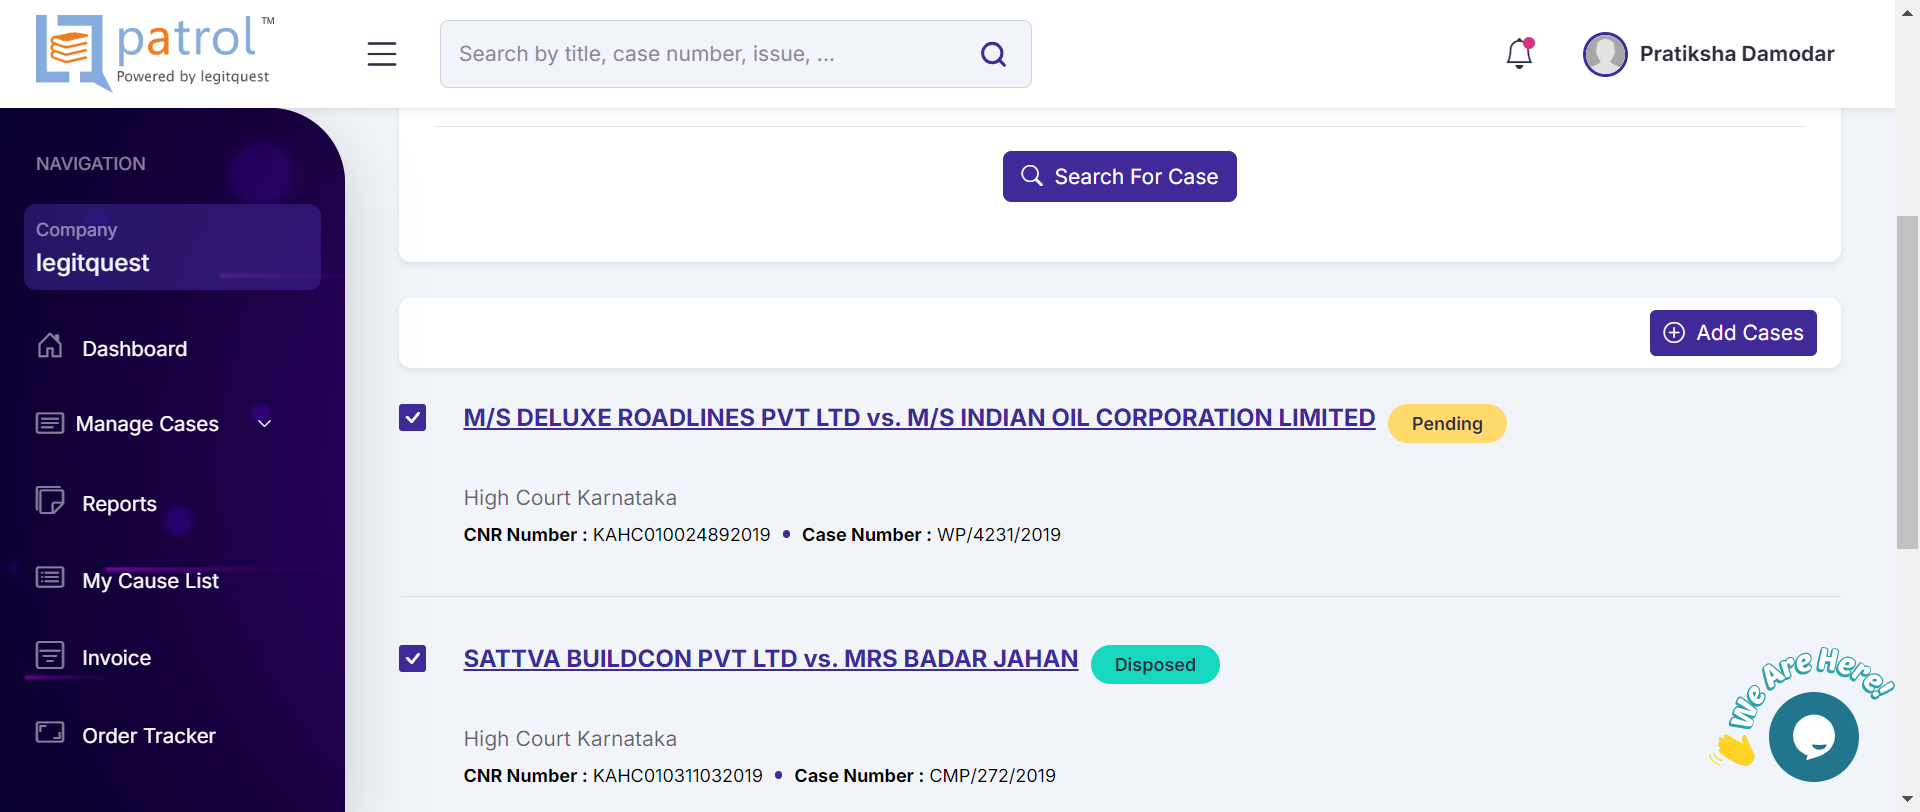 patrol ™
Powered by legitquest
Search by title, case number, issue, ...
Pratiksha Damodar
NAVIGATION
Company
legitquest
Dashboard
Manage Cases
Reports
My Cause List
Invoice
Order Tracker
Search For Case
Add Cases
M/S DELUXE ROADLINES PVT LTD vs. M/S INDIAN OIL CORPORATION LIMITED Pending
High Court Karnataka
CNR Number : KAHC010024892019 • Case Number : WP/4231/2019
SATTVA BUILDCON PVT LTD vs. MRS BADAR JAHAN Disposed
High Court Karnataka
CNR Number : KAHC010311032019 • Case Number : CMP/272/2019
We Are Here!